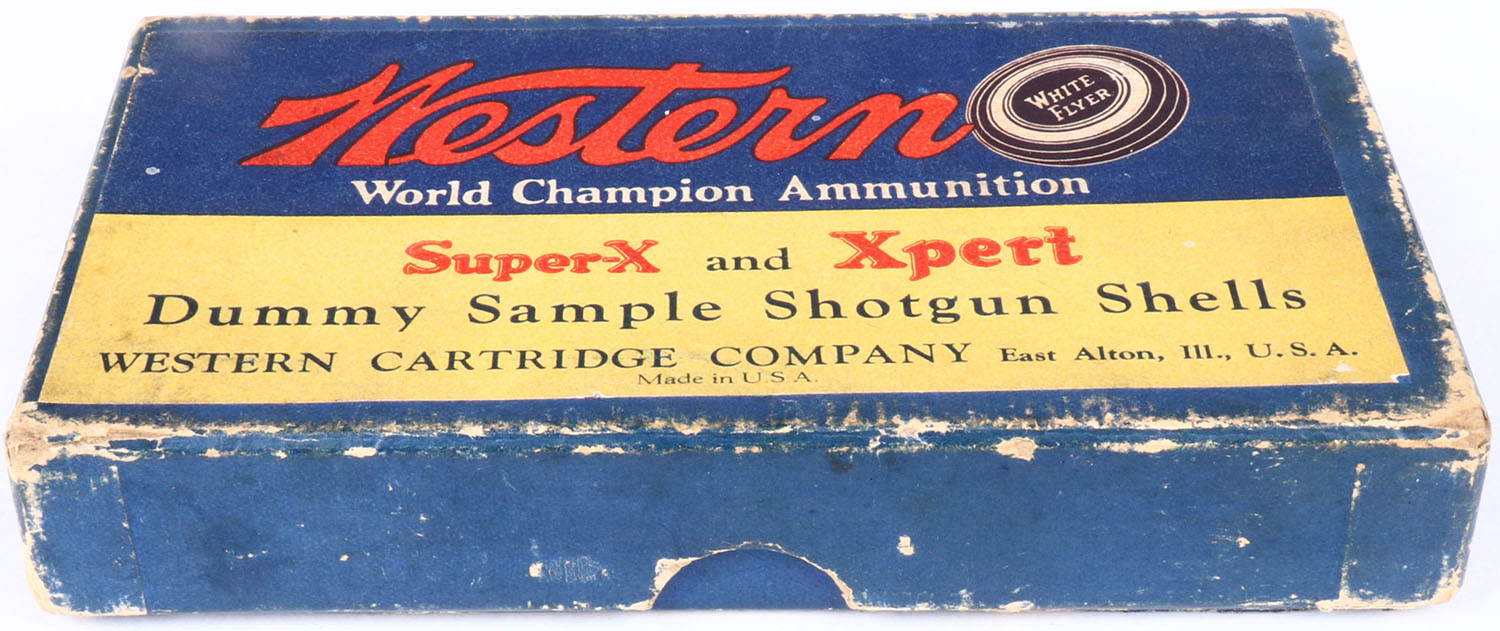 Western
WHITE
FLYER
World Champion Ammunition
Super-X and Xpert
Dummy Sample Shotgun Shells
WESTERN CARTRIDGE COMPANY East Alton, Ill., U. S. A.
Made in U S A.